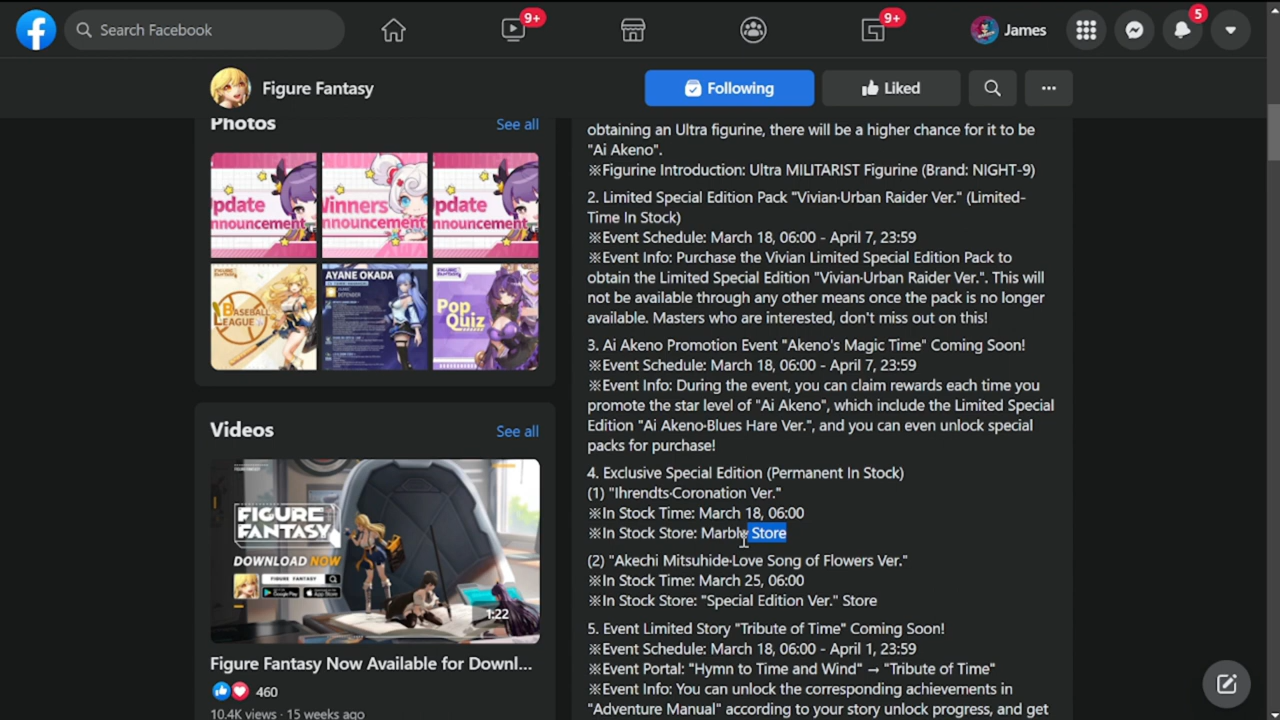 Search Facebook
9+
9+
James
5
Figure Fantasy
Following
Liked
Photos
See all
pdate
nnouncement
Winners
nnouncement
pdate
nnouncement
BASEBALL
LEAGUE
AYANE OKADA
DEFENDER
Pop
Quiz
Videos
See all
FIGURE
FANTASY
DOWNLOAD NOW
FIGURE FANTASY
Google Play
App Store
1:22
Figure Fantasy Now Available for Downl...
460
10.4K views · 15 weeks ago
obtaining an Ultra figurine, there will be a higher chance for it to be
"Ai Akeno".
※Figurine Introduction: Ultra MILITARIST Figurine (Brand: NIGHT-9)
2. Limited Special Edition Pack "Vivian·Urban Raider Ver." (Limited-
Time In Stock)
※Event Schedule: March 18, 06:00 - April 7, 23:59
※Event Info: Purchase the Vivian Limited Special Edition Pack to
obtain the Limited Special Edition "Vivian·Urban Raider Ver.". This will
not be available through any other means once the pack is no longer
available. Masters who are interested, don't miss out on this!
3. Ai Akeno Promotion Event "Akeno's Magic Time" Coming Soon!
※Event Schedule: March 18, 06:00 - April 7, 23:59
※Event Info: During the event, you can claim rewards each time you
promote the star level of "Ai Akeno", which include the Limited Special
Edition "Ai Akeno·Blues Hare Ver.", and you can even unlock special
packs for purchase!
4. Exclusive Special Edition (Permanent In Stock)
(1) "Ihrendts·Coronation Ver."
※In Stock Time: March 18, 06:00
※In Stock Store: Marble Store
(2) "Akechi Mitsuhide·Love Song of Flowers Ver."
※In Stock Time: March 25, 06:00
※In Stock Store: "Special Edition Ver." Store
5. Event Limited Story "Tribute of Time" Coming Soon!
※Event Schedule: March 18, 06:00 - April 1, 23:59
※Event Portal: "Hymn to Time and Wind" → "Tribute of Time"
※Event Info: You can unlock the corresponding achievements in
"Adventure Manual" according to your story unlock progress, and get